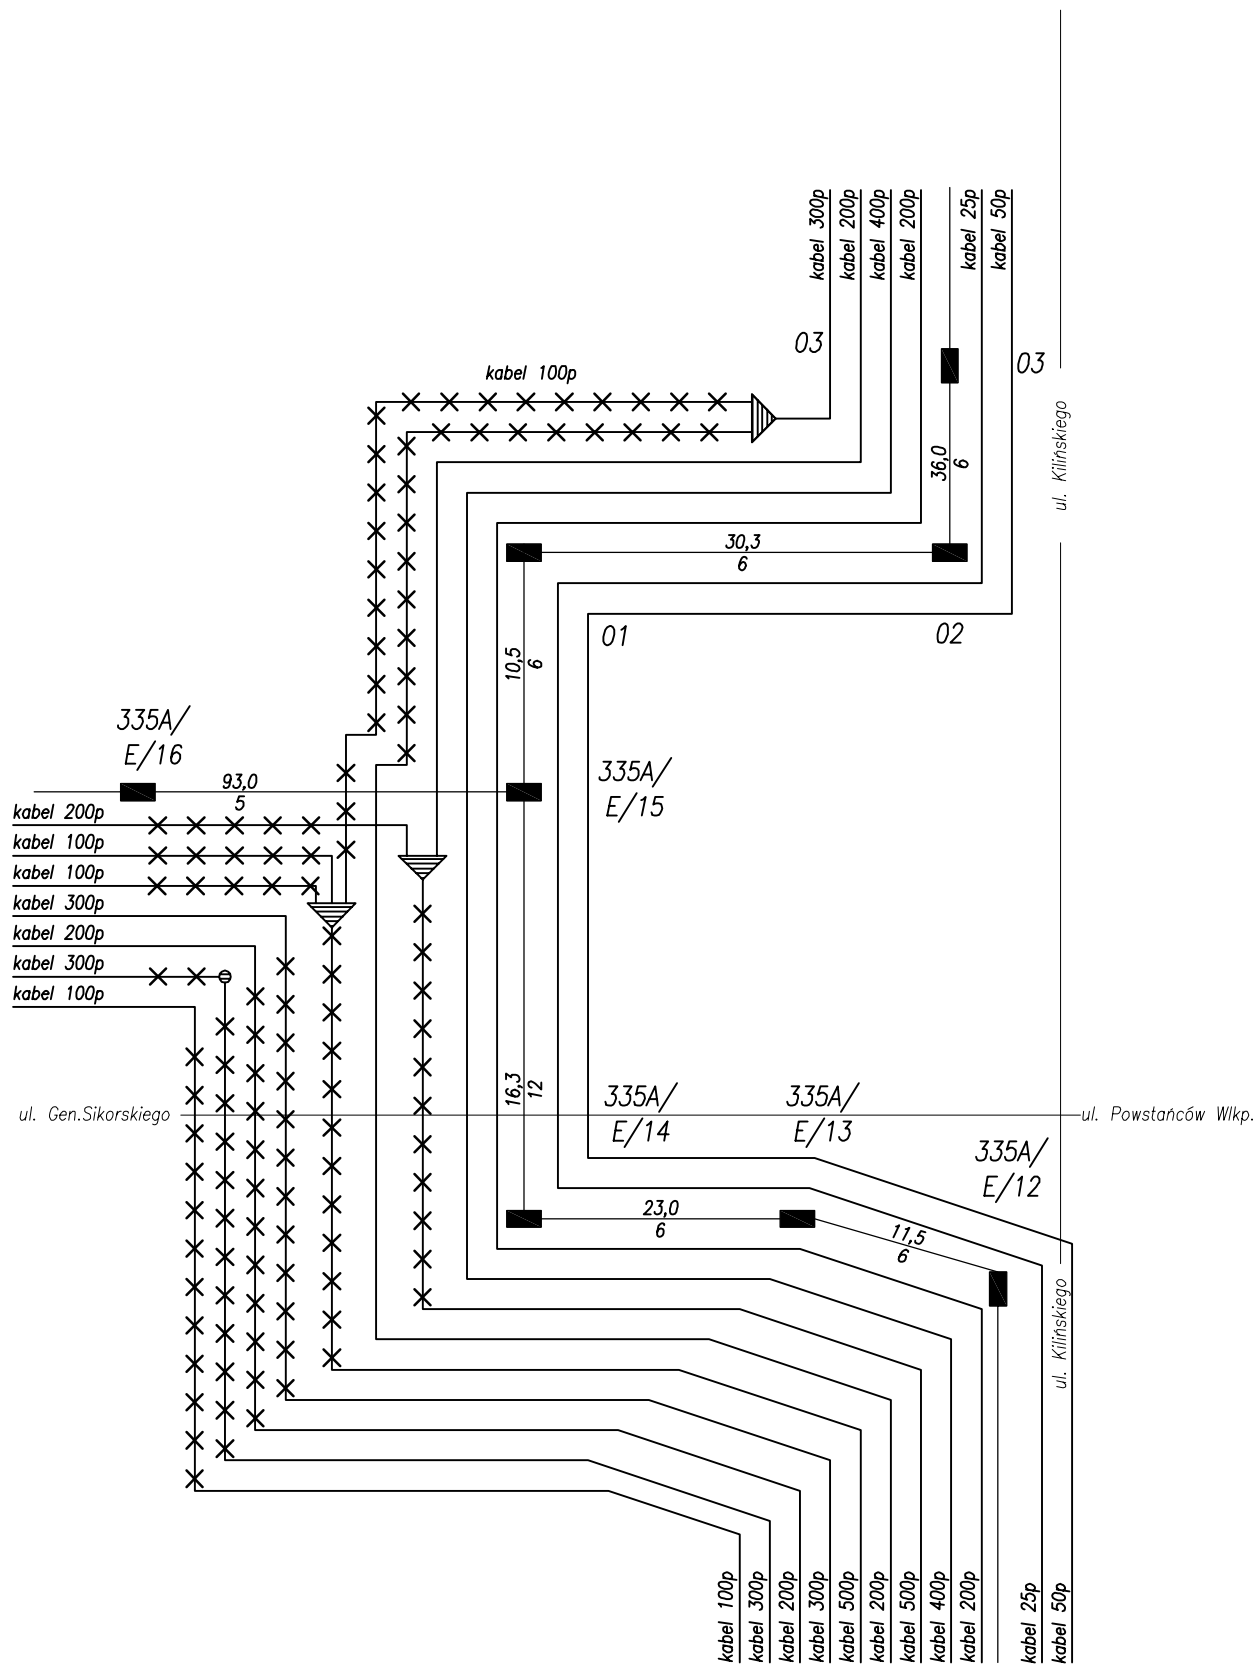 kabel 300p
kabel 200p
kabel 400p
kabel 200p
kabel 25p
kabel 50p
03
03
kabel 100p
ul. Kilińskiego
36,0
6
30,3
6
01
02
10,5
6
335A/
E/16
93,0
5
335A/
E/15
kabel 200p
kabel 100p
kabel 100p
kabel 300p
kabel 200p
kabel 300p
kabel 100p
16,3
12
335A/
E/14
335A/
E/13
ul. Gen.Sikorskiego
ul. Powstańców Wlkp.
335A/
E/12
23,0
6
11,5
6
ul. Kilińskiego
kabel 100p
kabel 300p
kabel 200p
kabel 300p
kabel 500p
kabel 200p
kabel 500p
kabel 400p
kabel 200p
kabel 25p
kabel 50p